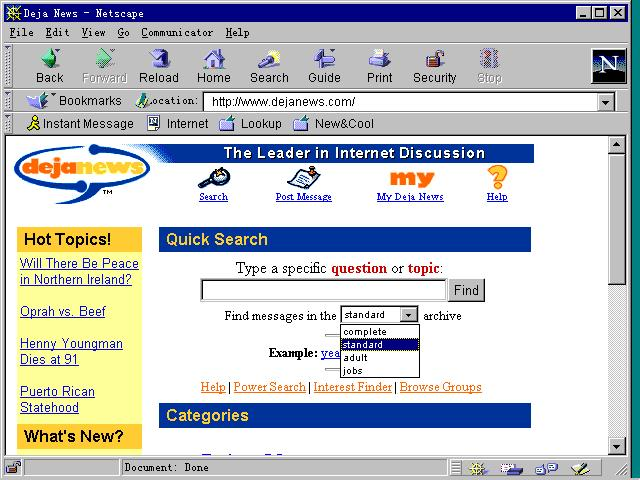 Deja News - Netscape
File Edit View Go Communicator Help
Back Forward Reload Home Search Guide Print Security Stop
N
Bookmarks Location: http://www.dejanews.com/
Instant Message Internet Lookup New&Cool
dejanews™
The Leader in Internet Discussion
my
Search Post Message My Deja News Help
Hot Topics!
Will There Be Peace
in Northern Ireland?
Oprah vs. Beef
Henny Youngman
Dies at 91
Puerto Rican
Statehood
What's New?
Quick Search
Type a specific question or topic:
Find
Find messages in the standard archive
complete
standard
adult
jobs
Example: yea
Help | Power Search | Interest Finder | Browse Groups
Categories
Document: Done